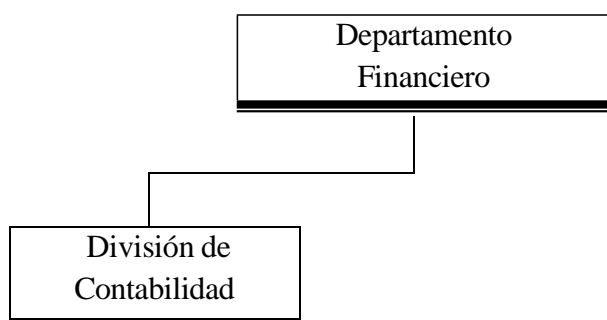 Departamento
Financiero
División de
Contabilidad